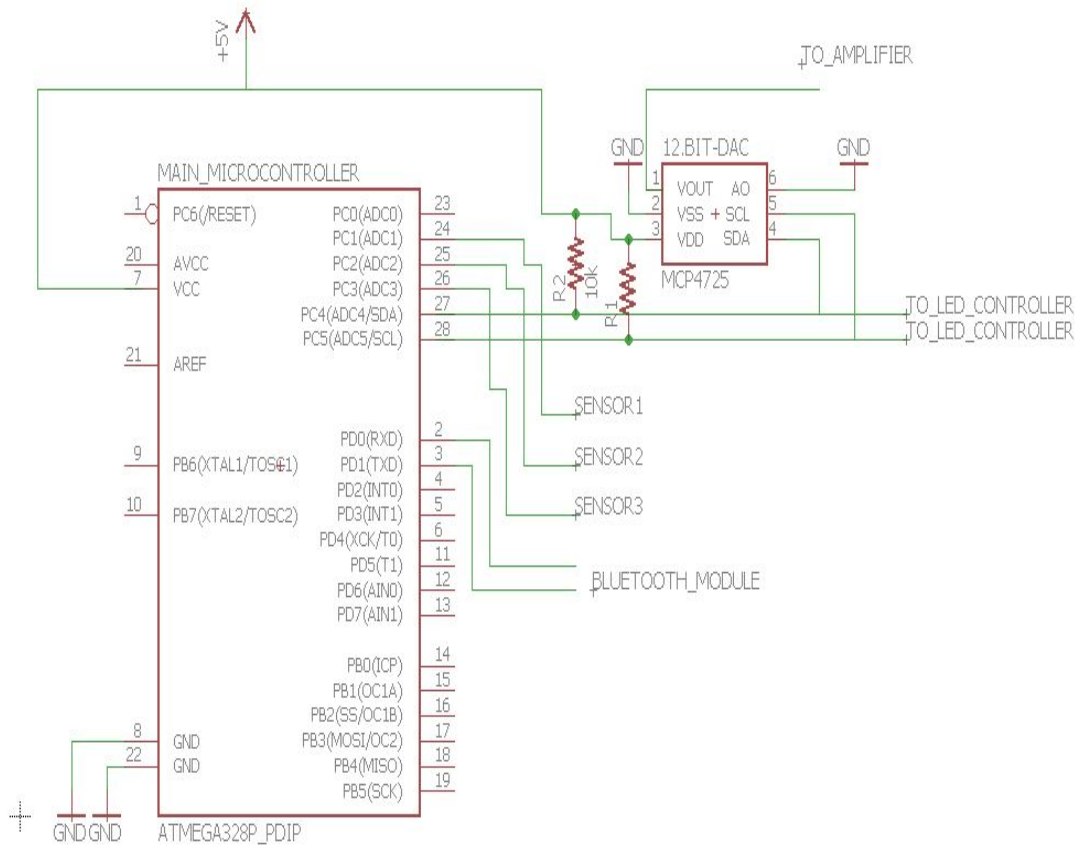 +5V
TO_AMPLIFIER
GND
12.BIT-DAC
GND
1 VOUT AO 6
2 VSS SCL 5
3 VDD SDA 4
MCP4725
R2
10k
R1
TO_LED_CONTROLLER
TO_LED_CONTROLLER
MAIN_MICROCONTROLLER
1 PC6(/RESET) PC0(ADC0) 23
PC1(ADC1) 24
20 AVCC PC2(ADC2) 25
7 VCC PC3(ADC3) 26
PC4(ADC4/SDA) 27
PC5(ADC5/SCL) 28
21 AREF
SENSOR1
PD0(RXD) 2
9 PB6(XTAL1/TOSC1) PD1(TXD) 3
SENSOR2
PD2(INT0) 4
10 PB7(XTAL2/TOSC2) PD3(INT1) 5
SENSOR3
PD4(XCK/T0) 6
PD5(T1) 11
PD6(AIN0) 12
BLUETOOTH_MODULE
PD7(AIN1) 13
PB0(ICP) 14
PB1(OC1A) 15
PB2(SS/OC1B) 16
8 GND PB3(MOSI/OC2) 17
22 GND PB4(MISO) 18
PB5(SCK) 19
GND GND
ATMEGA328P_PDIP